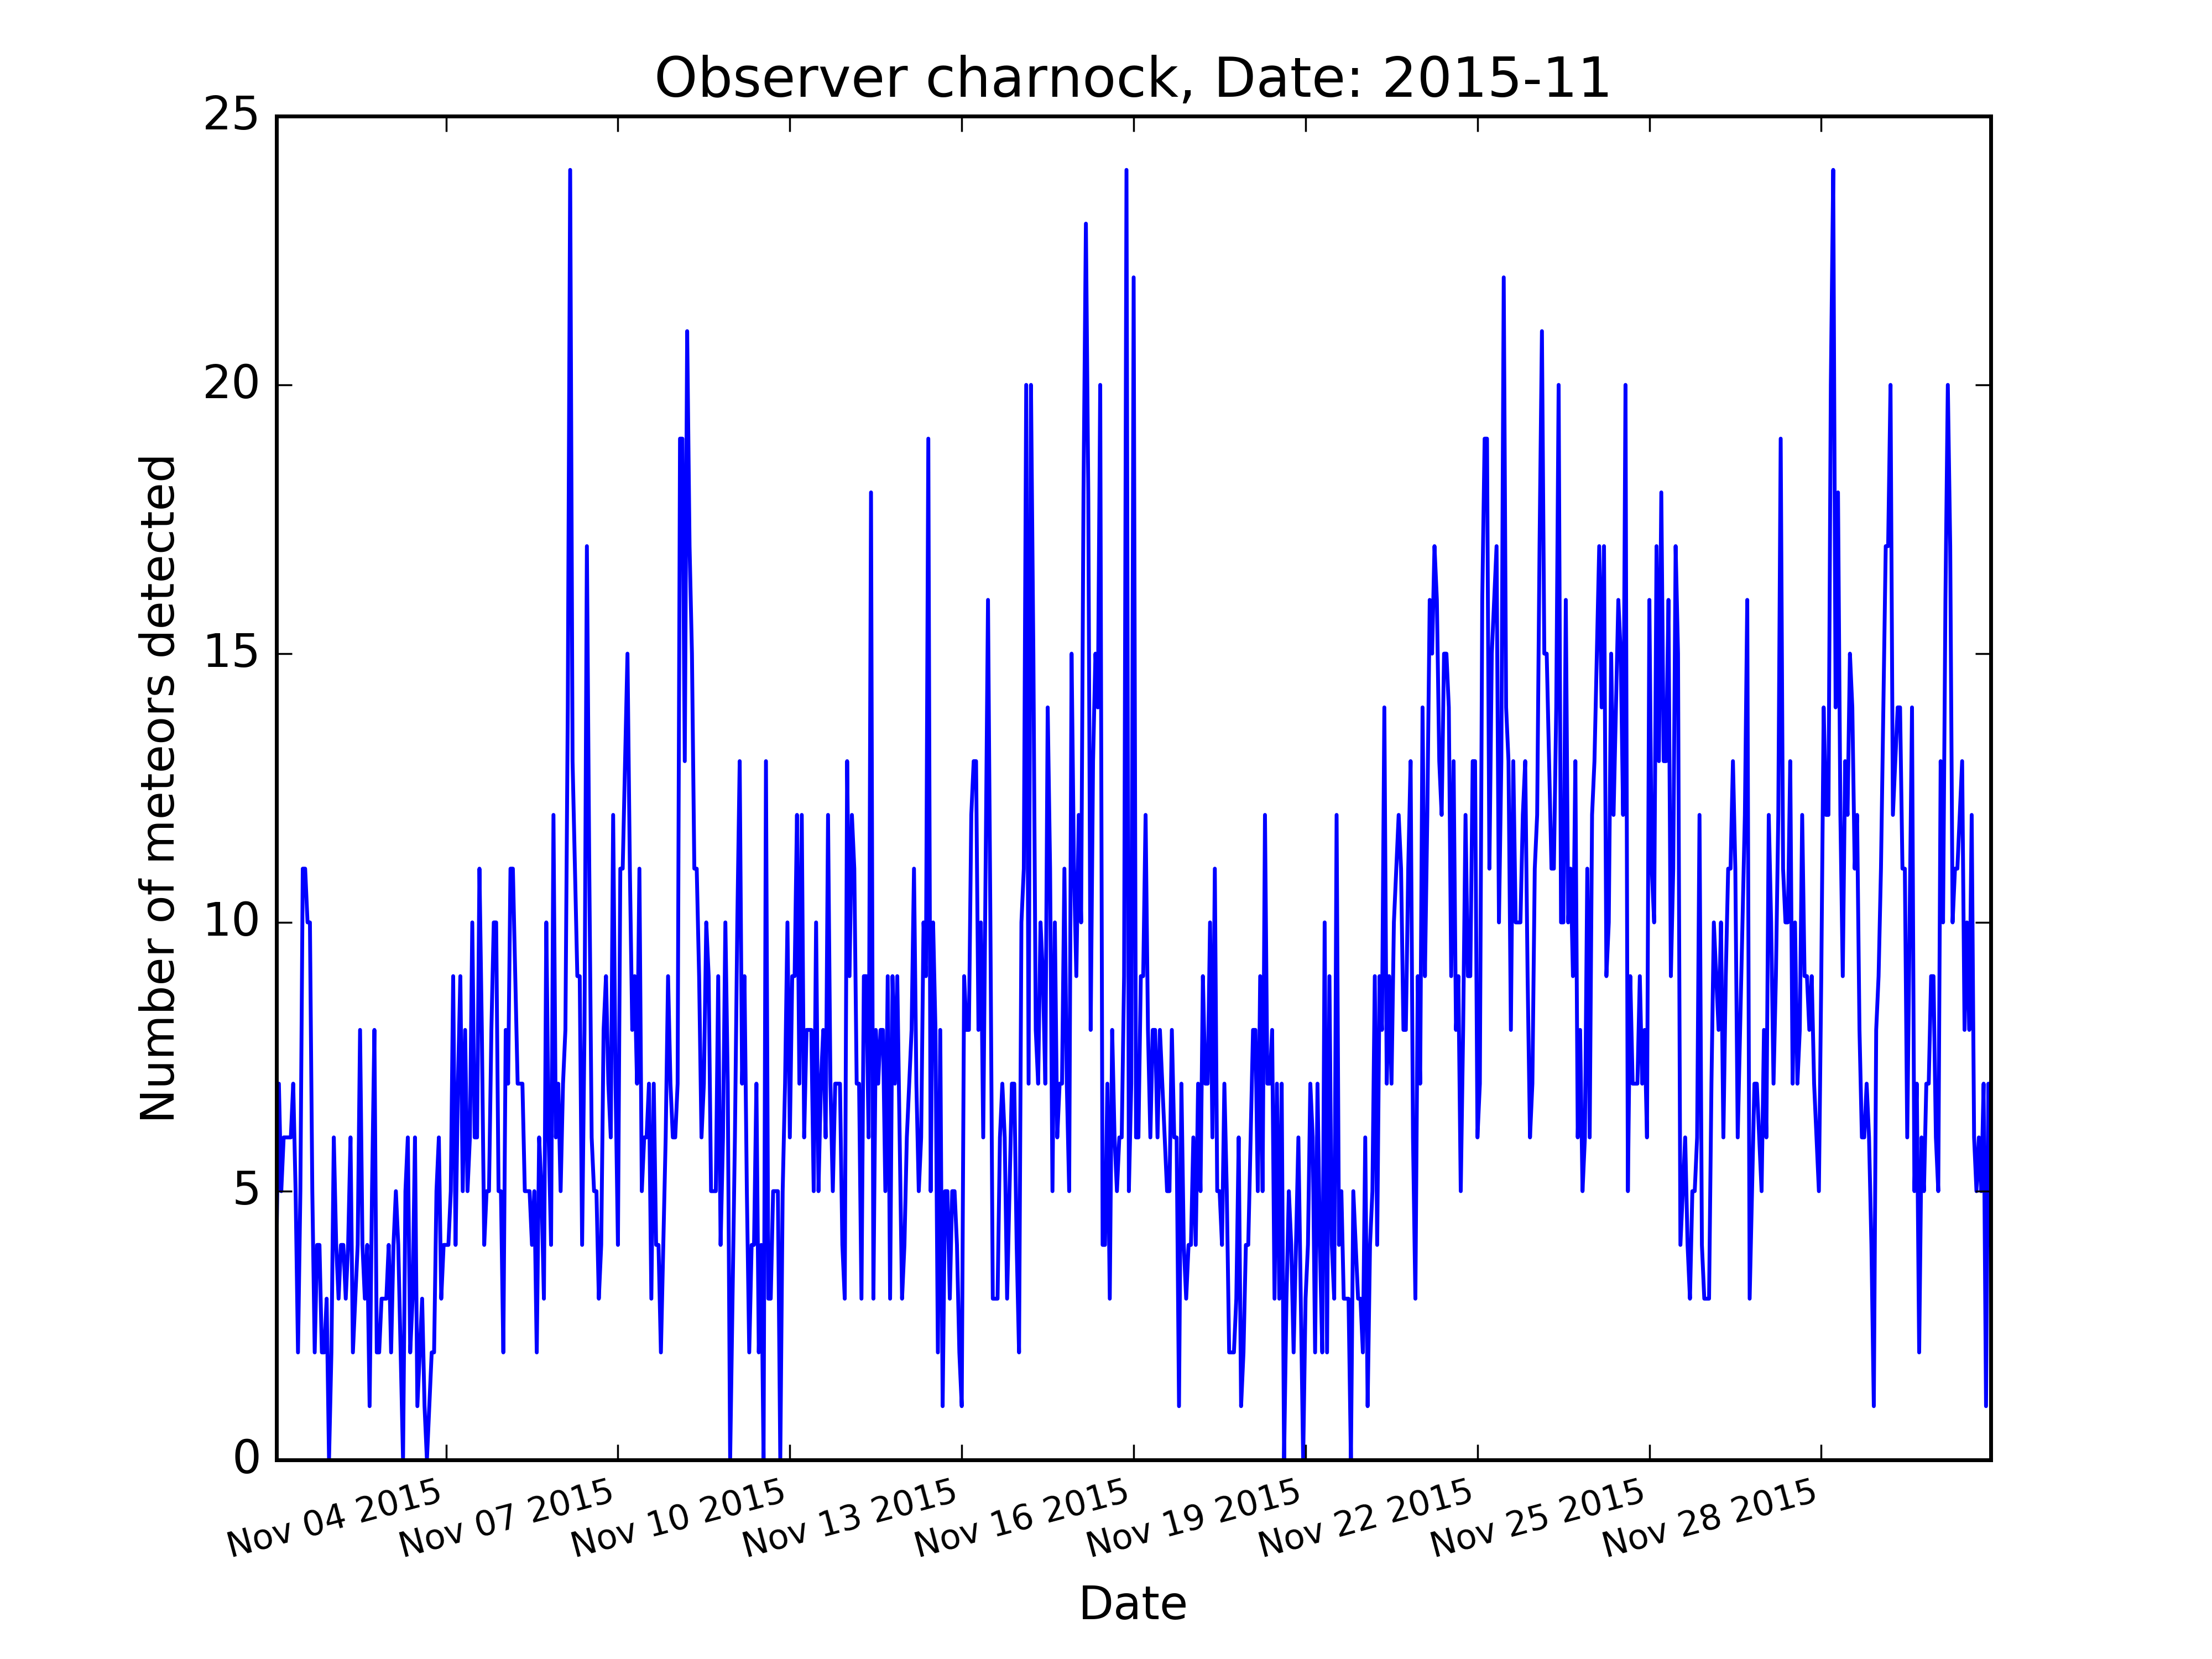 Observer charnock, Date: 2015-11
25
20
15
10
5
0
Number of meteors detected
Nov 04 2015
Nov 07 2015
Nov 10 2015
Nov 13 2015
Nov 16 2015
Nov 19 2015
Nov 22 2015
Nov 25 2015
Nov 28 2015
Date